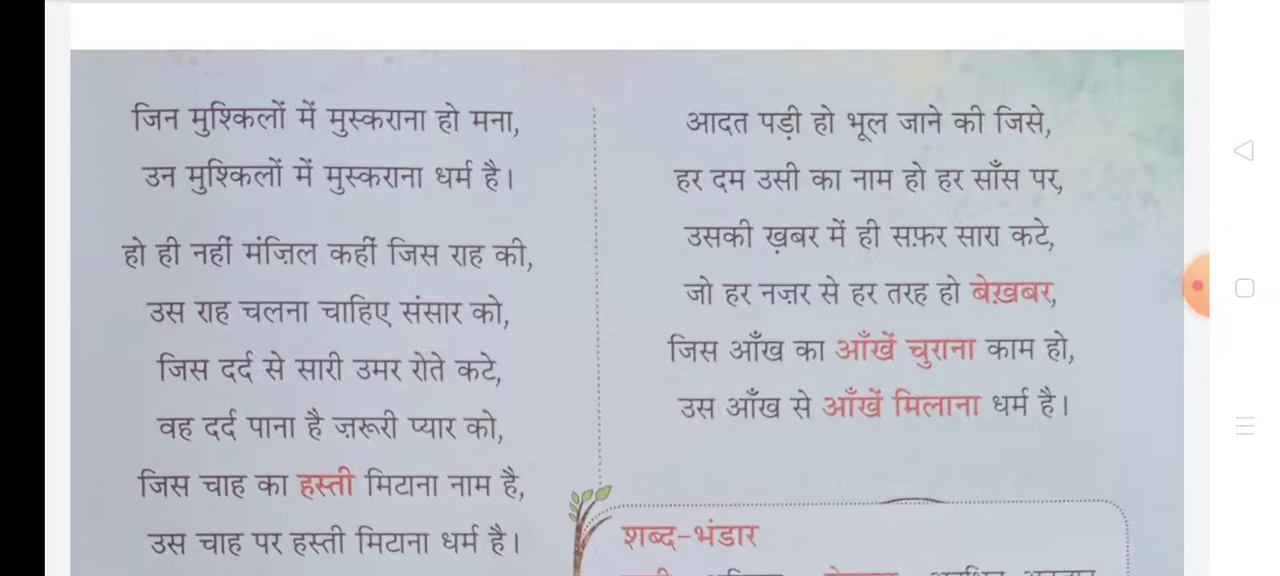 जिन मुश्किलों में मुस्कराना हो मना,
उन मुश्किलों में मुस्कराना धर्म है।
हो ही नहीं मंज़िल कहीं जिस राह की,
उस राह चलना चाहिए संसार को,
जिस दर्द से सारी उमर रोते कटे,
वह दर्द पाना है ज़रूरी प्यार को,
जिस चाह का हस्ती मिटाना नाम है,
उस चाह पर हस्ती मिटाना धर्म है।
आदत पड़ी हो भूल जाने की जिसे,
हर दम उसी का नाम हो हर साँस पर,
उसकी ख़बर में ही सफ़र सारा कटे,
जो हर नज़र से हर तरह हो बेख़बर,
जिस आँख का आँखें चुराना काम हो,
उस आँख से आँखें मिलाना धर्म है।
शब्द-भंडार